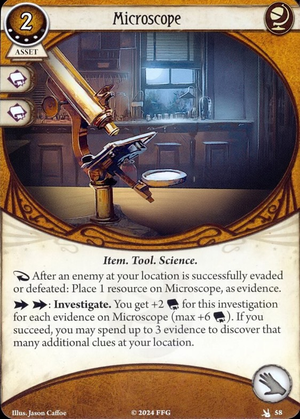 Microscope
2
ASSET
Item. Tool. Science.
After an enemy at your location is successfully evaded
or defeated: Place 1 resource on Microscope, as evidence.
: Investigate. You get +2 for this investigation
for each evidence on Microscope (max +6 ). If you
succeed, you may spend up to 3 evidence to discover that
many additional clues at your location.
Illus. Jason Caffoe
© 2024 FFG
58